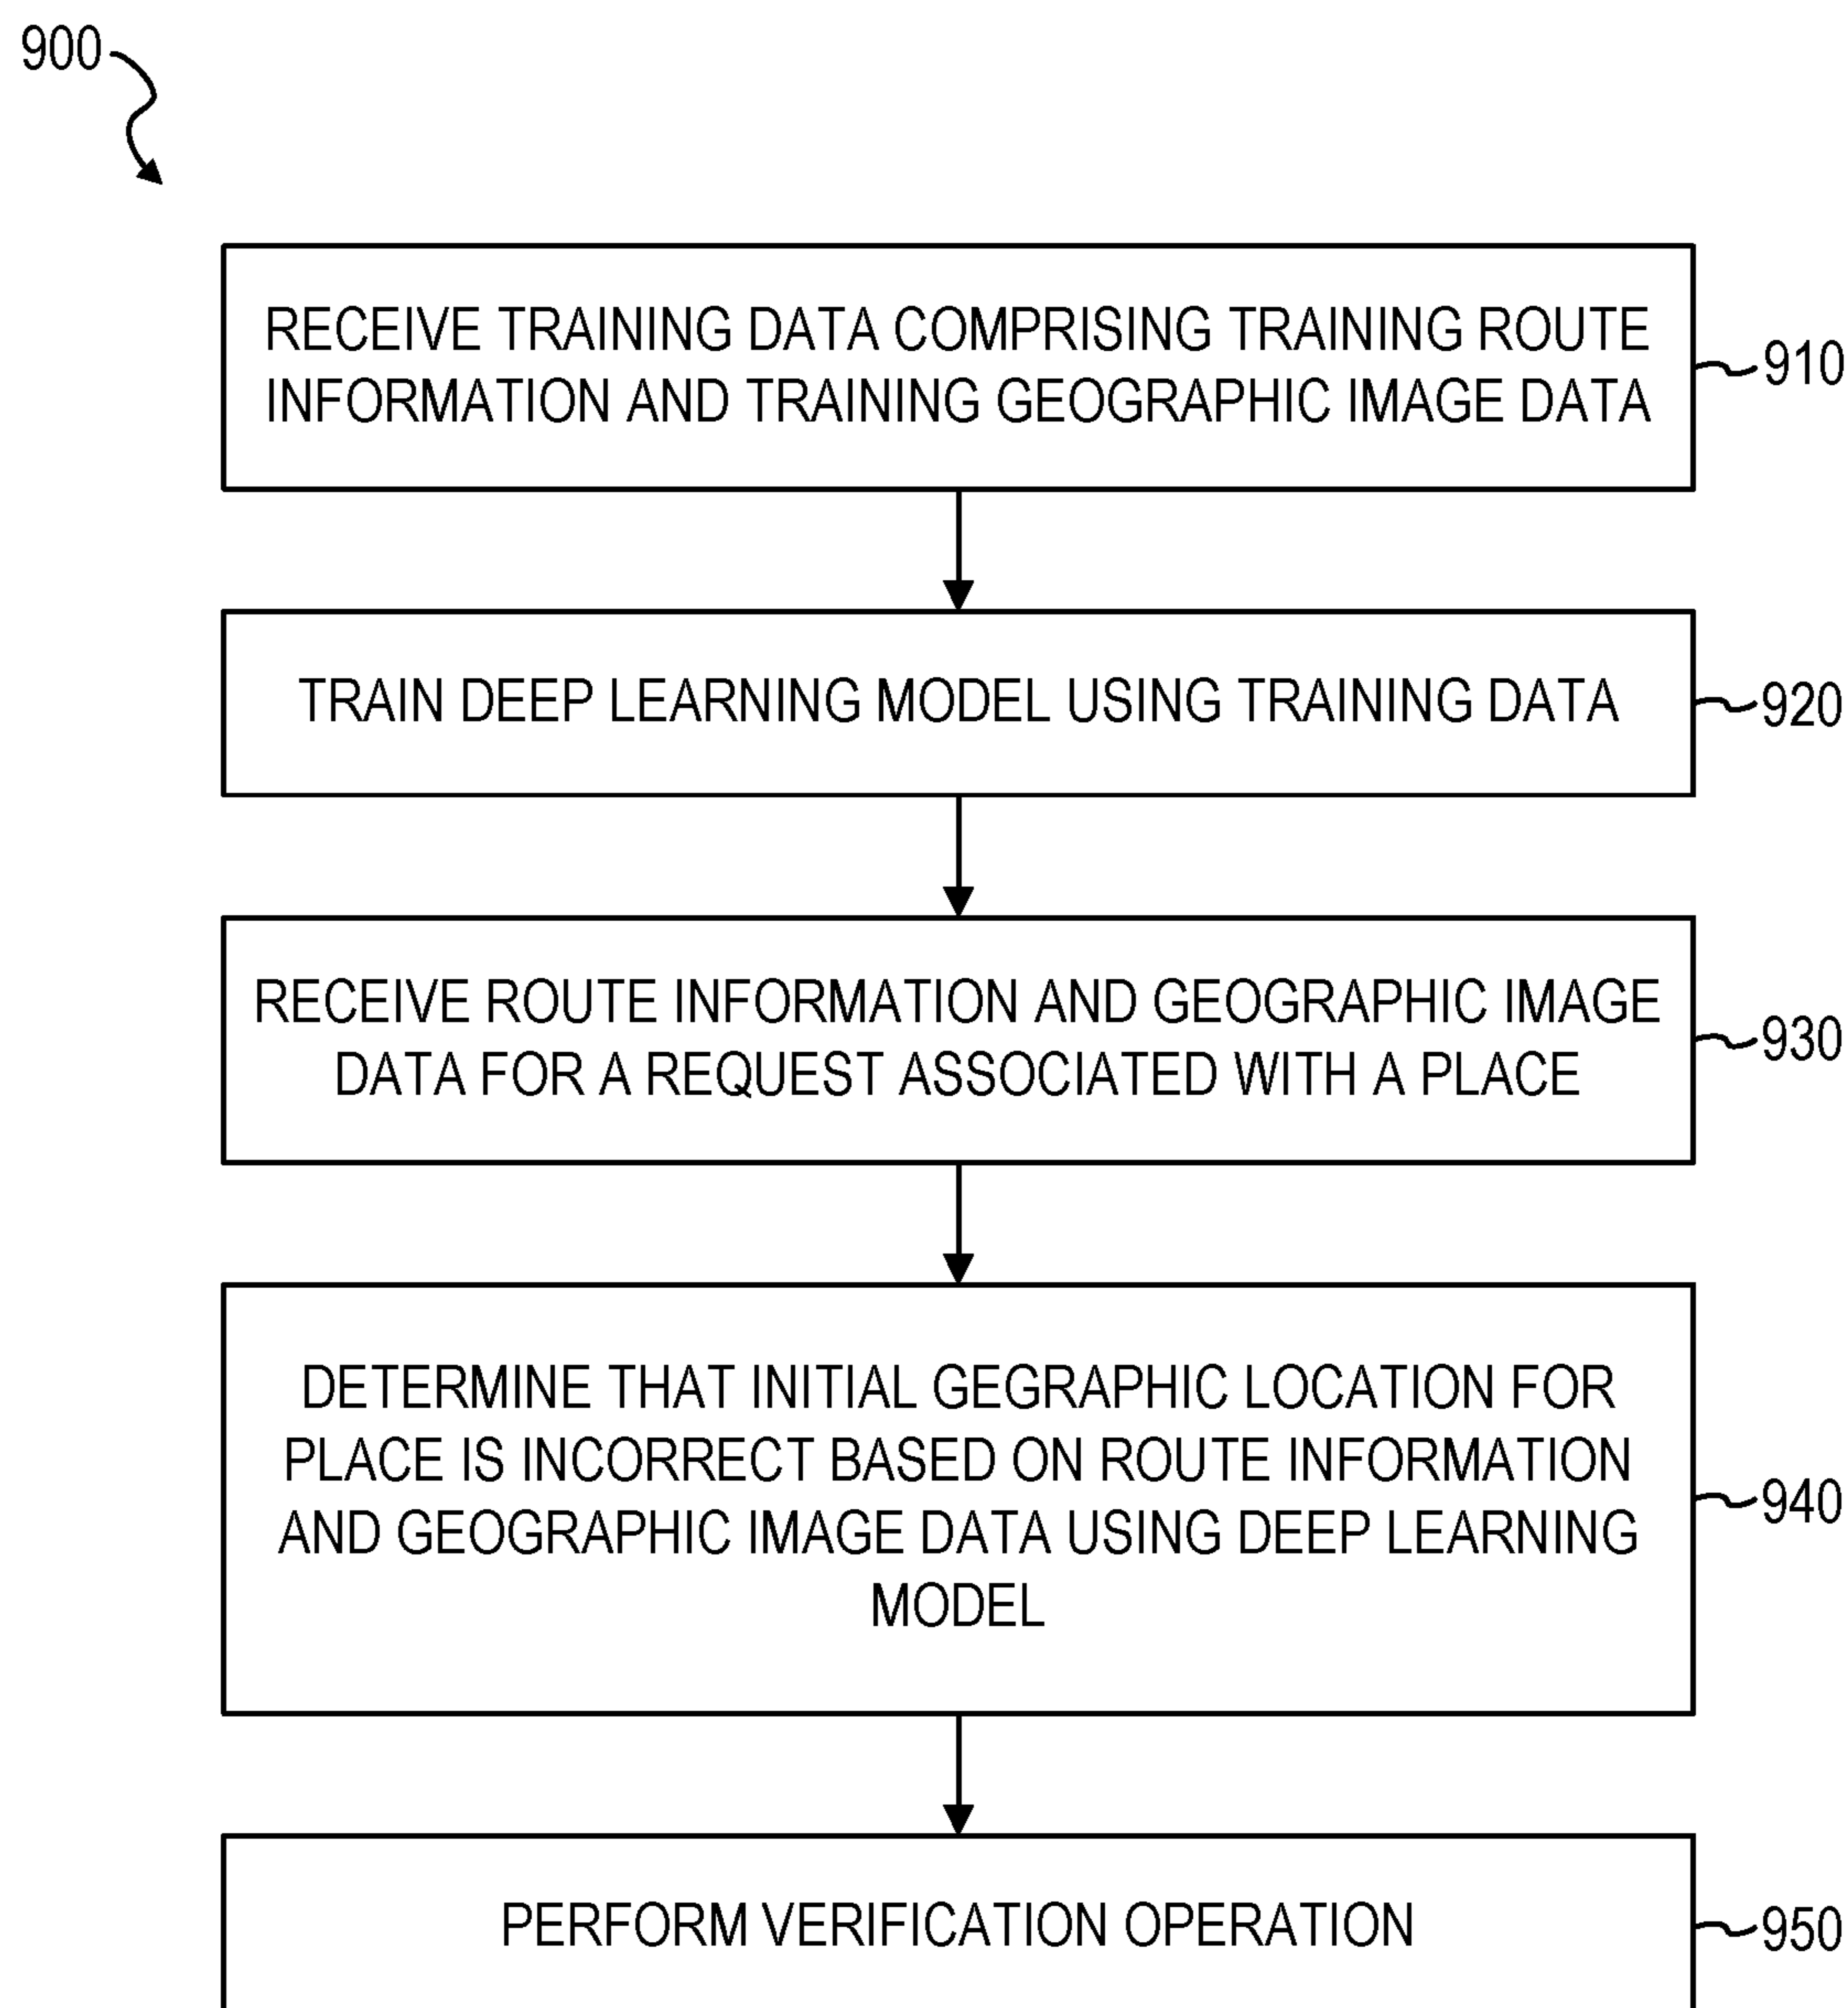 900
RECEIVE TRAINING DATA COMPRISING TRAINING ROUTE
INFORMATION AND TRAINING GEOGRAPHIC IMAGE DATA
910
TRAIN DEEP LEARNING MODEL USING TRAINING DATA
920
RECEIVE ROUTE INFORMATION AND GEOGRAPHIC IMAGE
DATA FOR A REQUEST ASSOCIATED WITH A PLACE
930
DETERMINE THAT INITIAL GEGRAPHIC LOCATION FOR
PLACE IS INCORRECT BASED ON ROUTE INFORMATION
AND GEOGRAPHIC IMAGE DATA USING DEEP LEARNING
MODEL
940
PERFORM VERIFICATION OPERATION
950